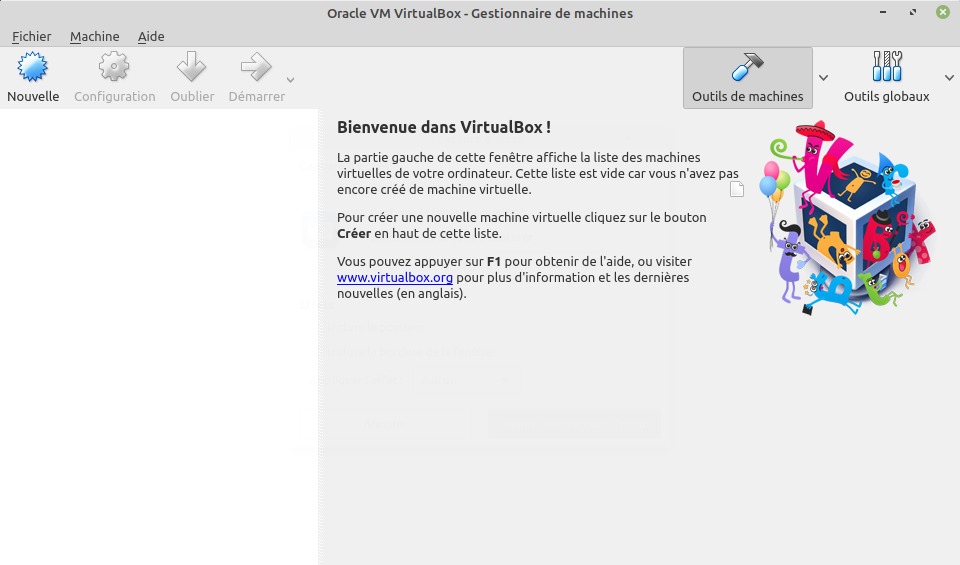 Oracle VM VirtualBox - Gestionnaire de machines
Fichier Machine Aide
Nouvelle Configuration Oublier Démarrer Outils de machines Outils globaux
Bienvenue dans VirtualBox !
La partie gauche de cette fenêtre affiche la liste des machines
virtuelles de votre ordinateur. Cette liste est vide car vous n'avez pas
encore créé de machine virtuelle.
Pour créer une nouvelle machine virtuelle cliquez sur le bouton
Créer en haut de cette liste.
Vous pouvez appuyer sur F1 pour obtenir de l'aide, ou visiter
www.virtualbox.org pour plus d'information et les dernières
nouvelles (en anglais).